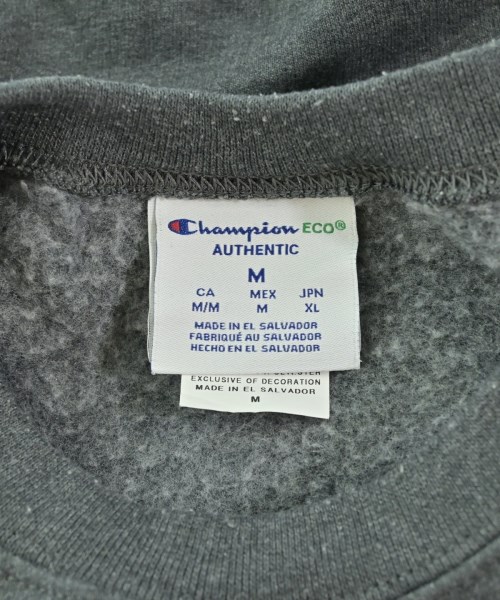 Champion ECO®
AUTHENTIC
M
CA MEX JPN
M/M M XL
MADE IN EL SALVADOR
FABRIQUÉ AU SALVADOR
HECHO EN EL SALVADOR
EXCLUSIVE OF DECORATION
MADE IN EL SALVADOR
M